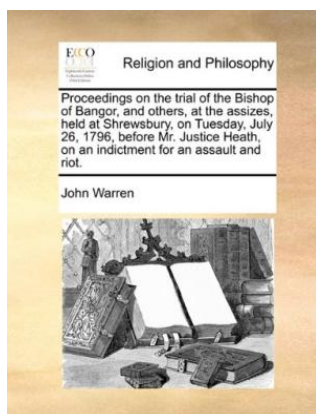 ECCO
Religion and Philosophy
Proceedings on the trial of the Bishop
of Bangor, and others, at the assizes,
held at Shrewsbury, on Tuesday, July
26, 1796, before Mr. Justice Heath,
on an indictment for an assault and
riot.
John Warren